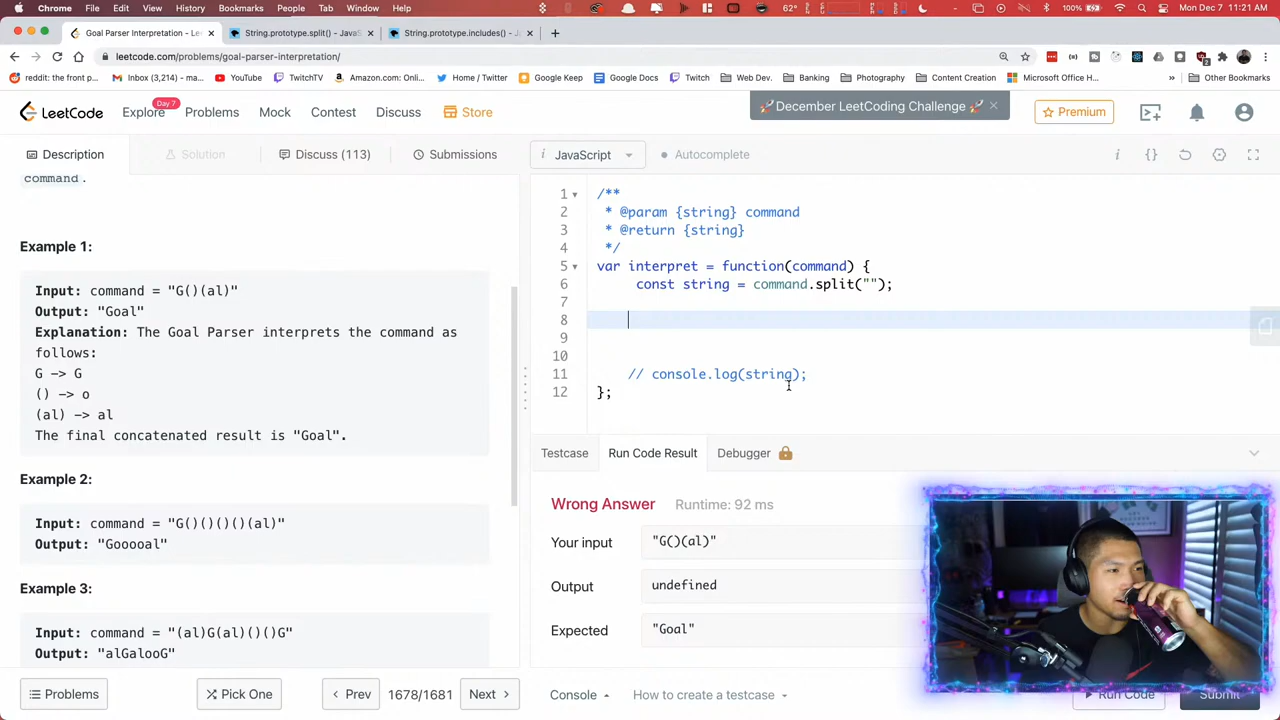 Chrome File Edit View History Bookmarks People Tab Window Help
100% Mon Dec 7 11:21 AM
Goal Parser Interpretation - Le
String.prototype.split() - JavaS
String.prototype.includes() - J
leetcode.com/problems/goal-parser-interpretation/
reddit: the front p... Inbox (3,214) - ma... YouTube TwitchTV Amazon.com: Onli... Home / Twitter Google Keep Google Docs Twitch Web Dev. Banking Photography Content Creation Microsoft Office H... » Other Bookmarks
LeetCode Explore Day 7 Problems Mock Contest Discuss Store
🚀December LeetCoding Challenge🚀 ×
Premium
Description Solution Discuss (113) Submissions
i JavaScript Autocomplete
command.
Example 1:
Input: command = "G()(al)"
Output: "Goal"
Explanation: The Goal Parser interprets the command as
follows:
G -> G
() -> o
(al) -> al
The final concatenated result is "Goal".
Example 2:
Input: command = "G()()()()(al)"
Output: "Gooooal"
Example 3:
Input: command = "(al)G(al)()()G"
Output: "alGalooG"
1 /**
2 * @param {string} command
3 * @return {string}
4 */
5 var interpret = function(command) {
6 const string = command.split("");
7
8
9
10
11 // console.log(string);
12 };
Testcase Run Code Result Debugger
Wrong Answer Runtime: 92 ms
Your input "G()(al)"
Output undefined
Expected "Goal"
Problems Pick One Prev 1678/1681 Next
Console How to create a testcase Run Code Submit